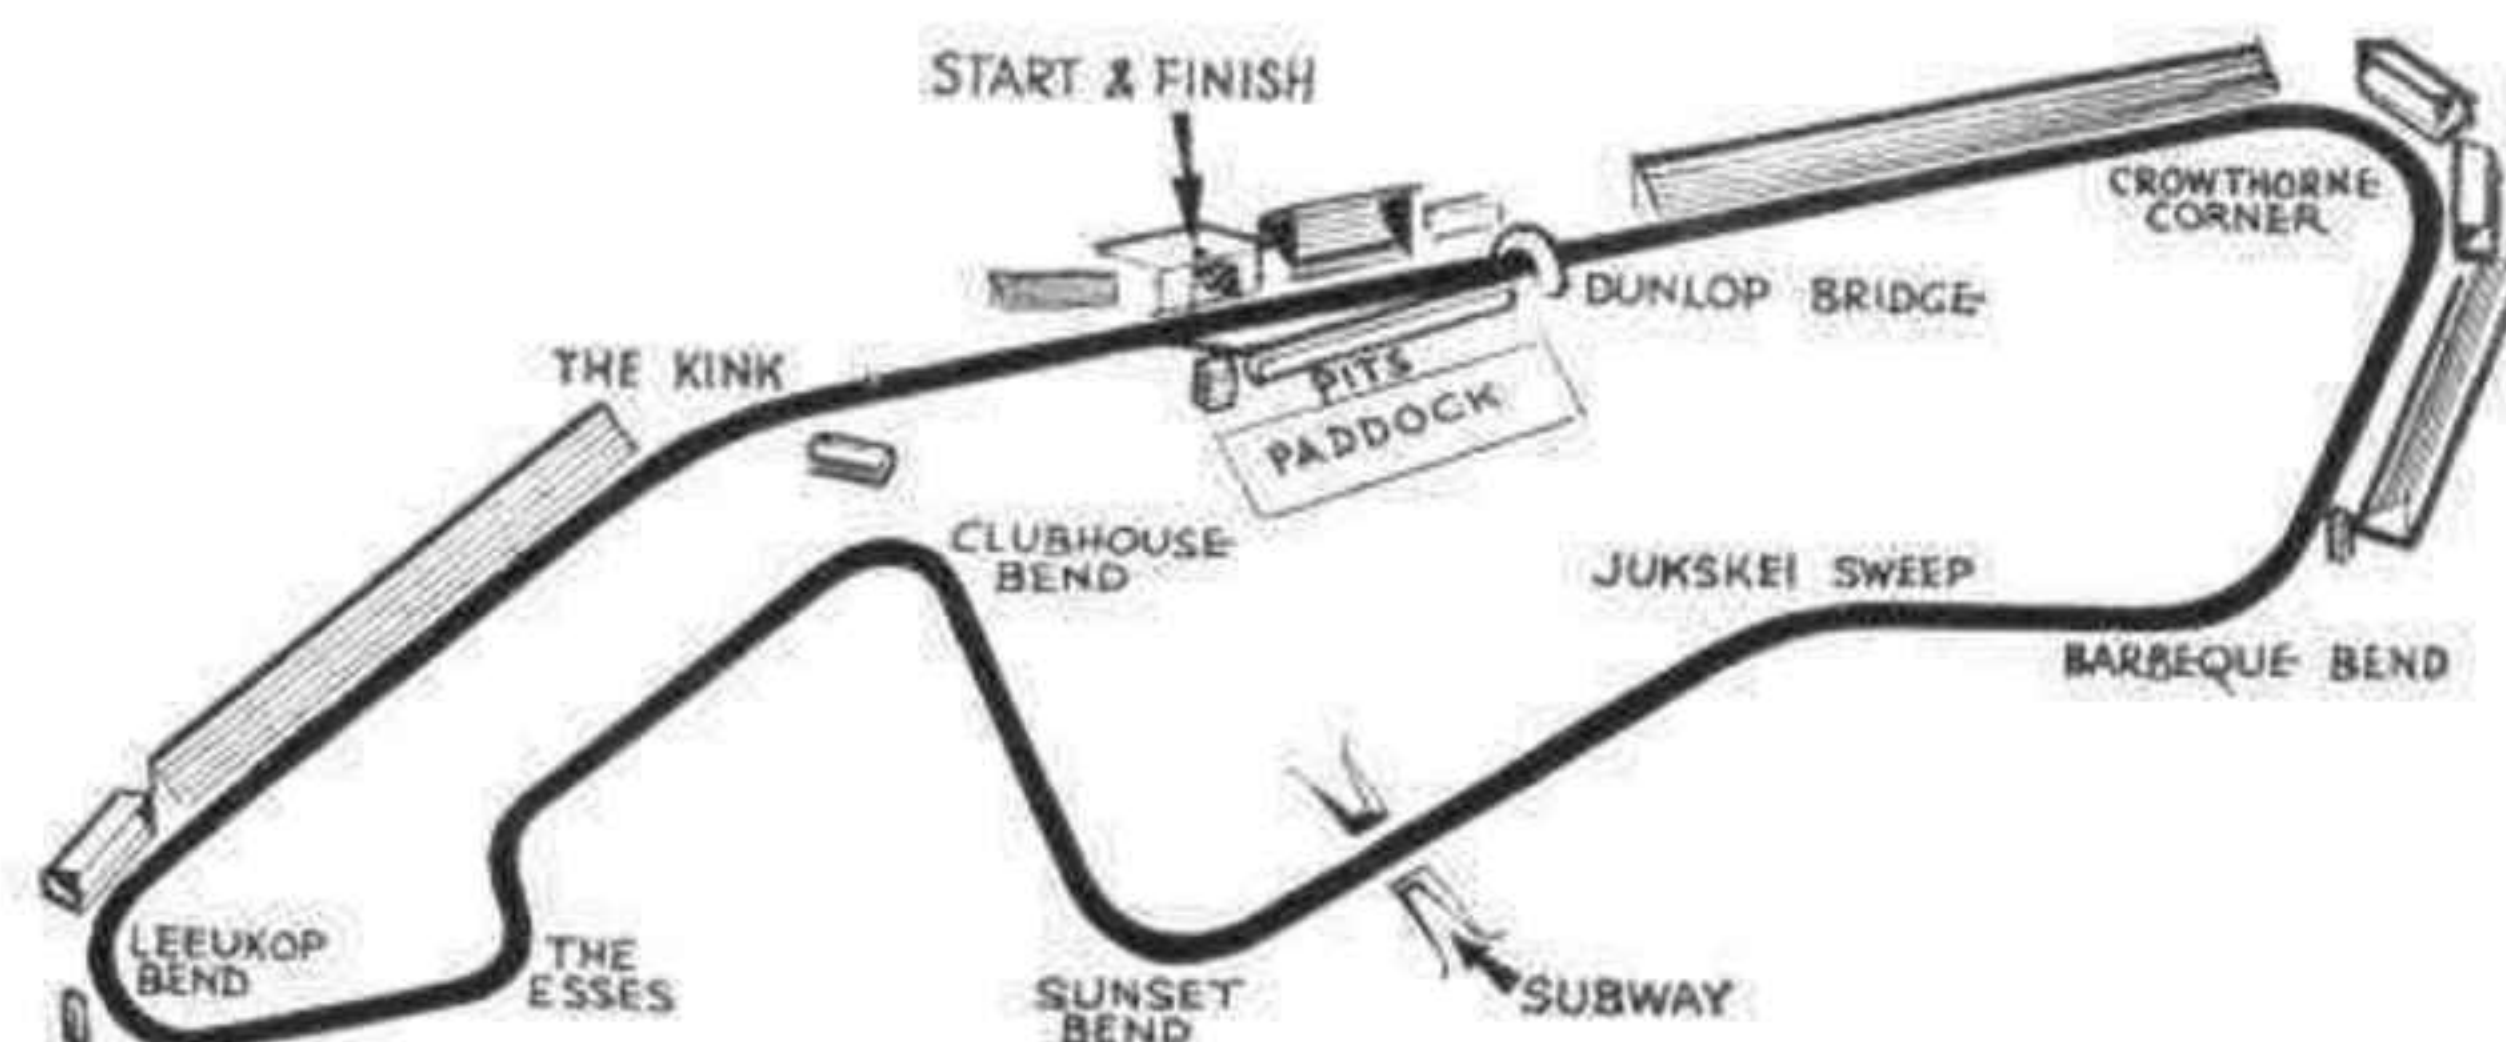 START & FINISH
CROWTHORNE
CORNER
DUNLOP BRIDGE
THE KINK
PITS
PADDOCK
CLUBHOUSE
BEND
JUKSKEI SWEEP
BARBEQUE BEND
LEEUKOP
BEND
THE
ESSES
SUNSET
BEND
SUBWAY